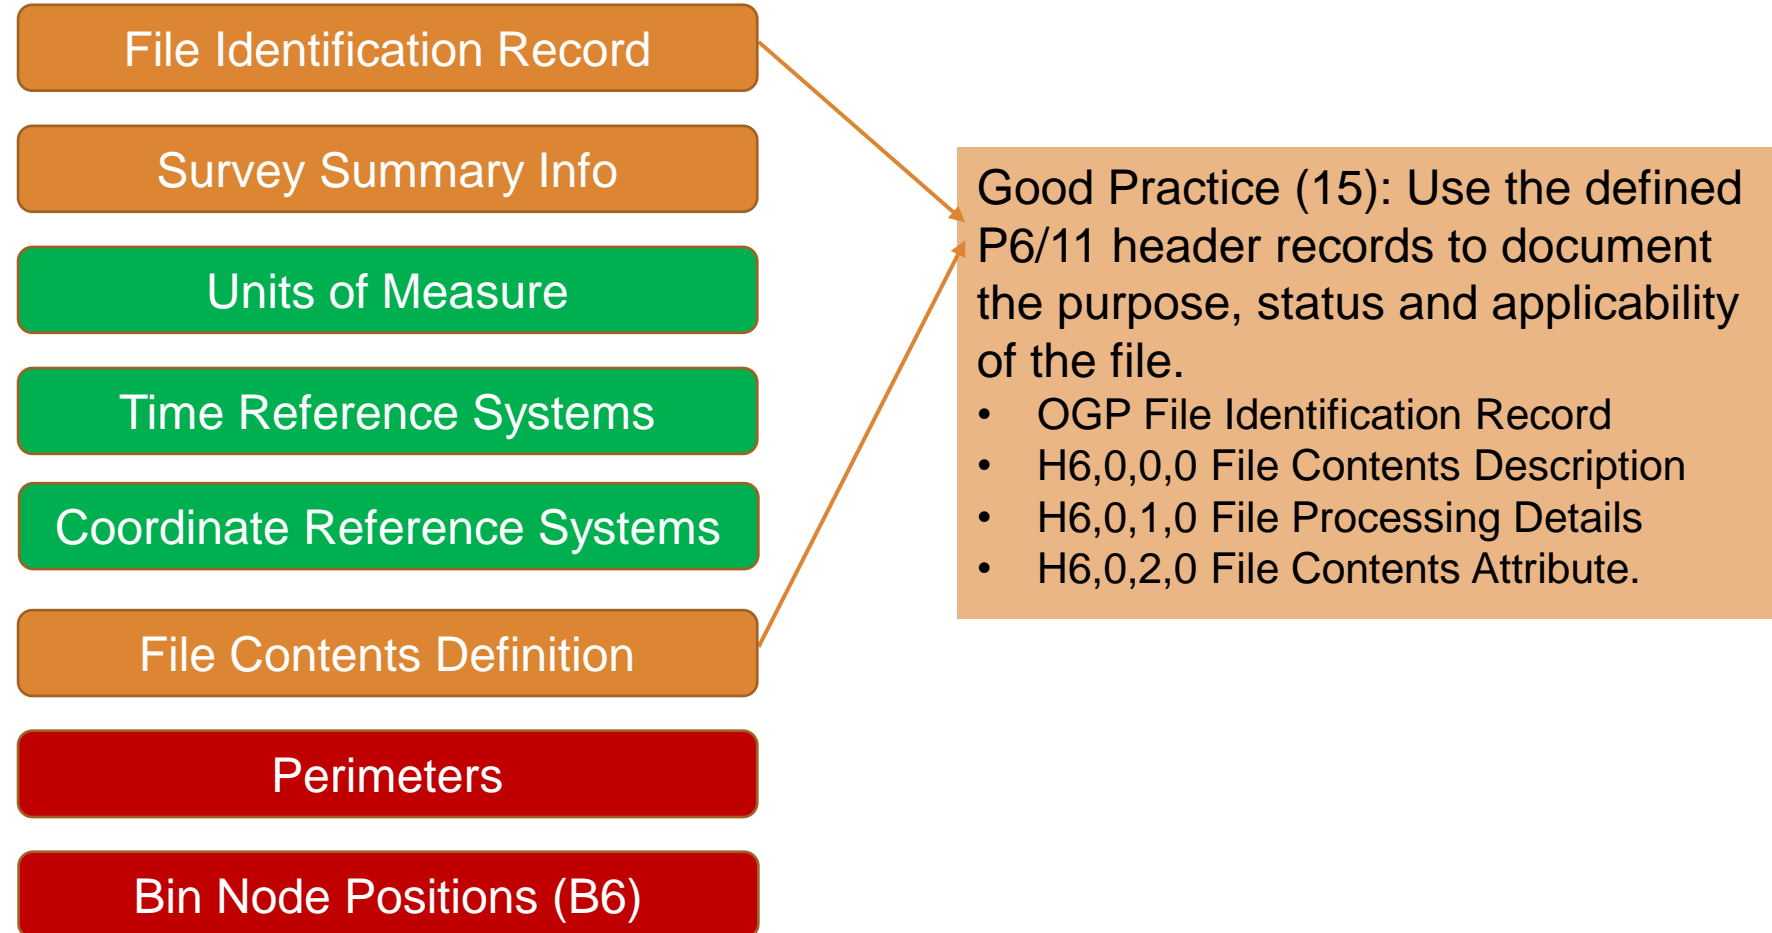 File Identification Record
Survey Summary Info
Units of Measure
Time Reference Systems
Coordinate Reference Systems
File Contents Definition
Perimeters
Bin Node Positions (B6)
Good Practice (15): Use the defined
P6/11 header records to document
the purpose, status and applicability
of the file.
• OGP File Identification Record
• H6,0,0,0 File Contents Description
• H6,0,1,0 File Processing Details
• H6,0,2,0 File Contents Attribute.